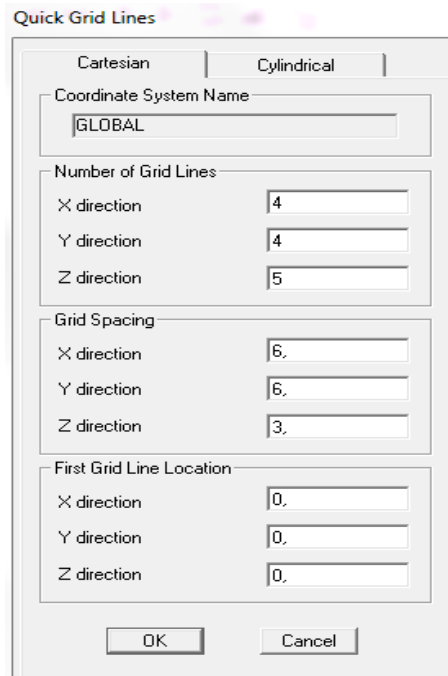 Quick Grid Lines
Cartesian Cylindrical
Coordinate System Name
GLOBAL
Number of Grid Lines
X direction 4
Y direction 4
Z direction 5
Grid Spacing
X direction 6,
Y direction 6,
Z direction 3,
First Grid Line Location
X direction 0,
Y direction 0,
Z direction 0,
OK Cancel